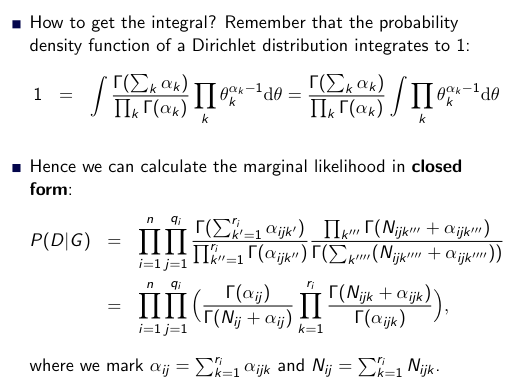 ■ How to get the integral? Remember that the probability
density function of a Dirichlet distribution integrates to 1:
1 = ∫ Γ(∑_k α_k) / ∏_k Γ(α_k) ∏_k θ_k^{α_k−1} dθ = Γ(∑_k α_k) / ∏_k Γ(α_k) ∫ ∏_k θ_k^{α_k−1} dθ
■ Hence we can calculate the marginal likelihood in closed
form:
P(D|G) = ∏_{i=1}^{n} ∏_{j=1}^{q_i} Γ(∑_{k'=1}^{r_i} α_{ijk'}) / ∏_{k''=1}^{r_i} Γ(α_{ijk''}) ∏_{k'''} Γ(N_{ijk'''} + α_{ijk'''}) / Γ(∑_{k''''} (N_{ijk''''} + α_{ijk''''}))
= ∏_{i=1}^{n} ∏_{j=1}^{q_i} ( Γ(α_{ij}) / Γ(N_{ij} + α_{ij}) ∏_{k=1}^{r_i} Γ(N_{ijk} + α_{ijk}) / Γ(α_{ijk}) ),
where we mark α_{ij} = ∑_{k=1}^{r_i} α_{ijk} and N_{ij} = ∑_{k=1}^{r_i} N_{ijk}.